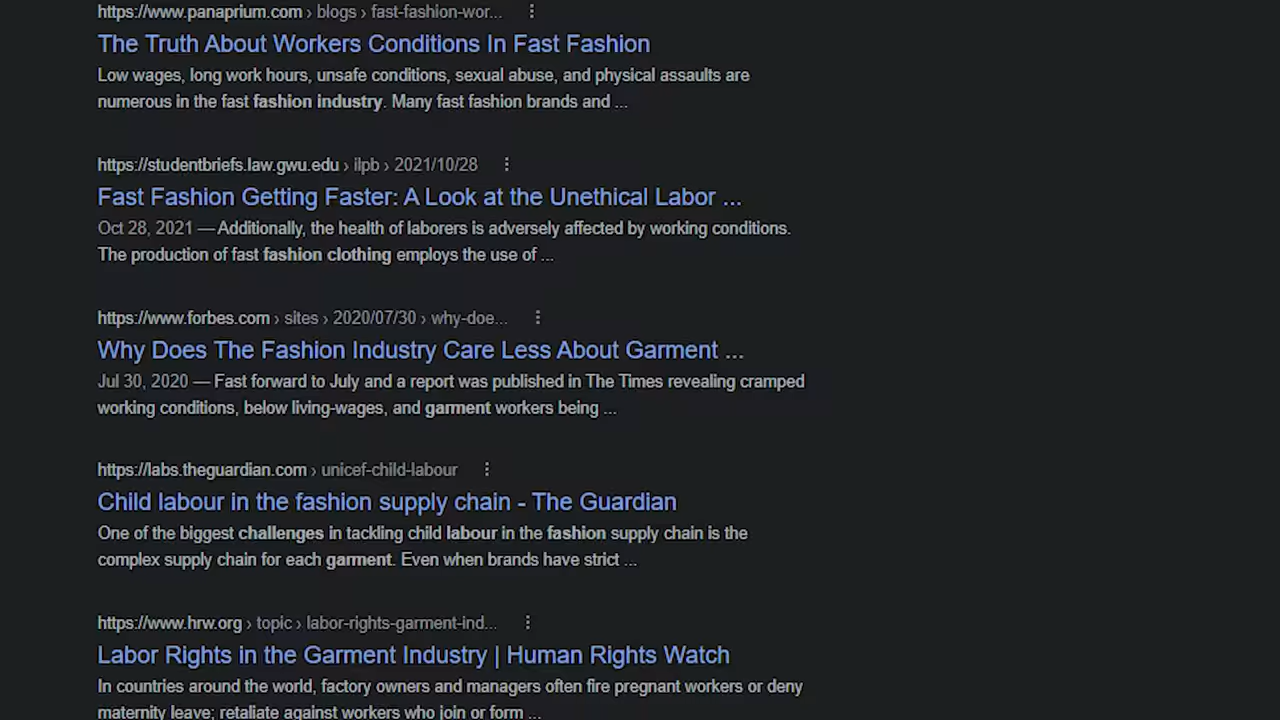 https://www.panaprium.com › blogs › fast-fashion-wor...
The Truth About Workers Conditions In Fast Fashion
Low wages, long work hours, unsafe conditions, sexual abuse, and physical assaults are
numerous in the fast fashion industry. Many fast fashion brands and ...
https://studentbriefs.law.gwu.edu › ilpb › 2021/10/28
Fast Fashion Getting Faster: A Look at the Unethical Labor ...
Oct 28, 2021 — Additionally, the health of laborers is adversely affected by working conditions.
The production of fast fashion clothing employs the use of ...
https://www.forbes.com › sites › 2020/07/30 › why-doe...
Why Does The Fashion Industry Care Less About Garment ...
Jul 30, 2020 — Fast forward to July and a report was published in The Times revealing cramped
working conditions, below living-wages, and garment workers being ...
https://labs.theguardian.com › unicef-child-labour
Child labour in the fashion supply chain - The Guardian
One of the biggest challenges in tackling child labour in the fashion supply chain is the
complex supply chain for each garment. Even when brands have strict ...
https://www.hrw.org › topic › labor-rights-garment-ind...
Labor Rights in the Garment Industry | Human Rights Watch
In countries around the world, factory owners and managers often fire pregnant workers or deny
maternity leave; retaliate against workers who join or form ...